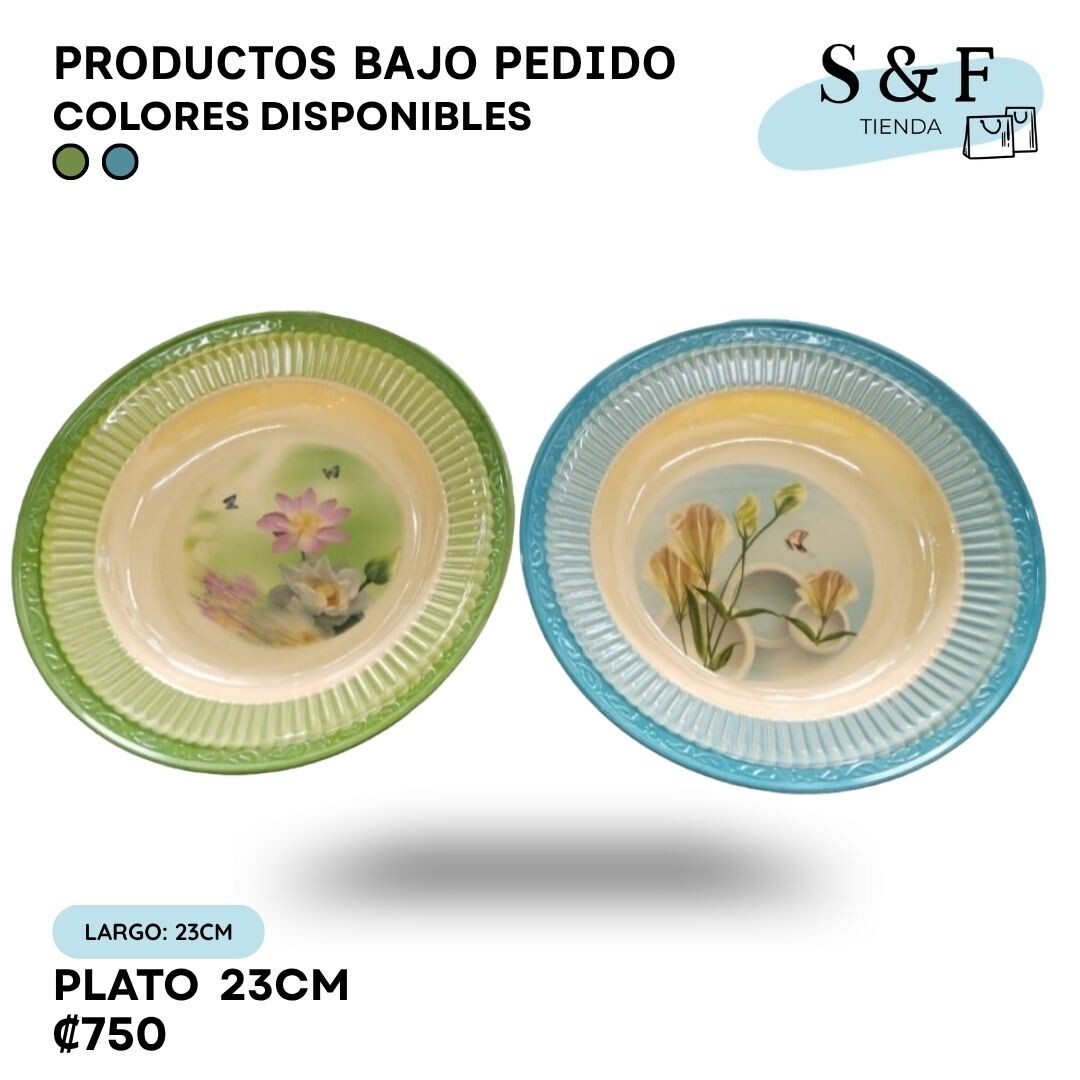 PRODUCTOS BAJO PEDIDO
COLORES DISPONIBLES
S & F
TIENDA
LARGO: 23CM
PLATO 23CM
₡750